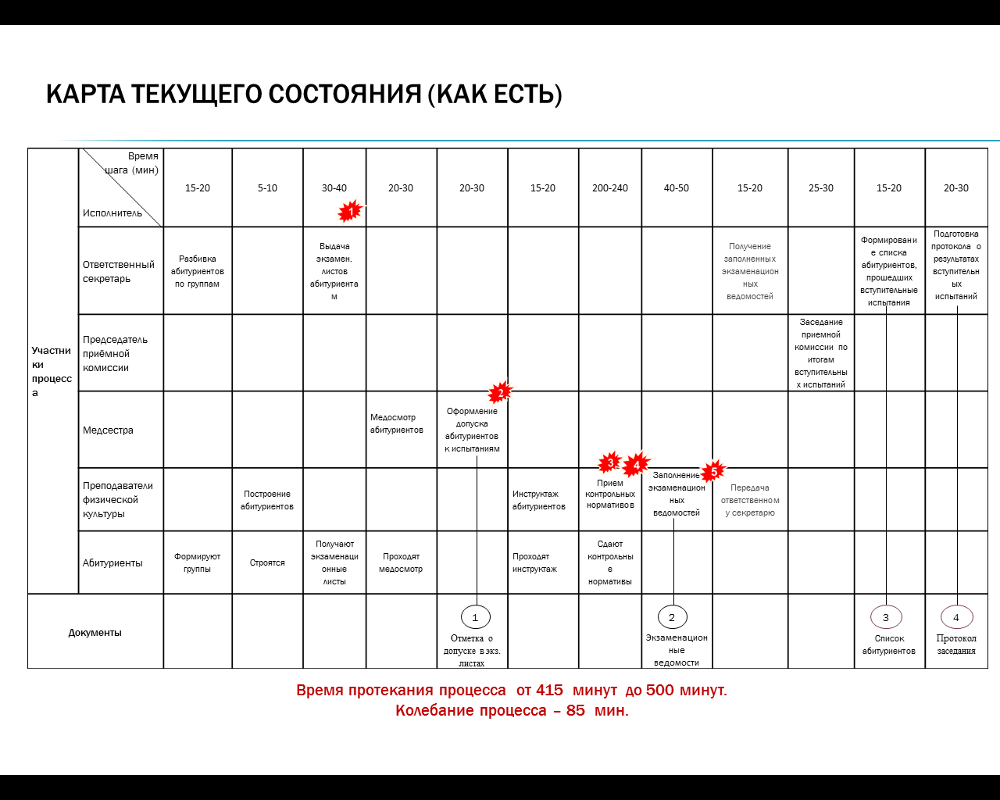 КАРТА ТЕКУЩЕГО СОСТОЯНИЯ (КАК ЕСТЬ)
Участни
ки
процесс
а
Время
шага (мин)
Исполнитель
15-20
5-10
30-40
1
20-30
20-30
15-20
200-240
40-50
15-20
25-30
15-20
20-30
Ответственный
секретарь
Разбивка
абитуриентов
по группам
Выдача
экзамен.
листов
абитуриента
м
Получение
заполненных
экзаменацион
ных
ведомостей
Формировани
е списка
абитуриентов,
прошедших
вступительные
испытания
Подготовка
протокола о
результатах
вступительн
ых
испытаний
Председатель
приёмной
комиссии
Заседание
приемной
комиссии по
итогам
вступительны
х испытаний
Медсестра
Медосмотр
абитуриентов
2
Оформление
допуска
абитуриентов
к испытаниям
Преподаватели
физической
культуры
Построение
абитуриентов
Инструктаж
абитуриентов
3
4
Прием
контрольных
нормативов
Заполнение
экзаменацион
ных
ведомостей
5
Передача
ответственном
у секретарю
Абитуриенты
Формируют
группы
Строятся
Получают
экзаменаци
онные
листы
Проходят
медосмотр
Проходят
инструктаж
Сдают
контрольны
е
нормативы
Документы
1
Отметка о
допуске в экз.
листах
2
Экзаменацион
ные
ведомости
3
Список
абитуриентов
4
Протокол
заседания
Время протекания процесса от 415 минут до 500 минут.
Колебание процесса – 85 мин.